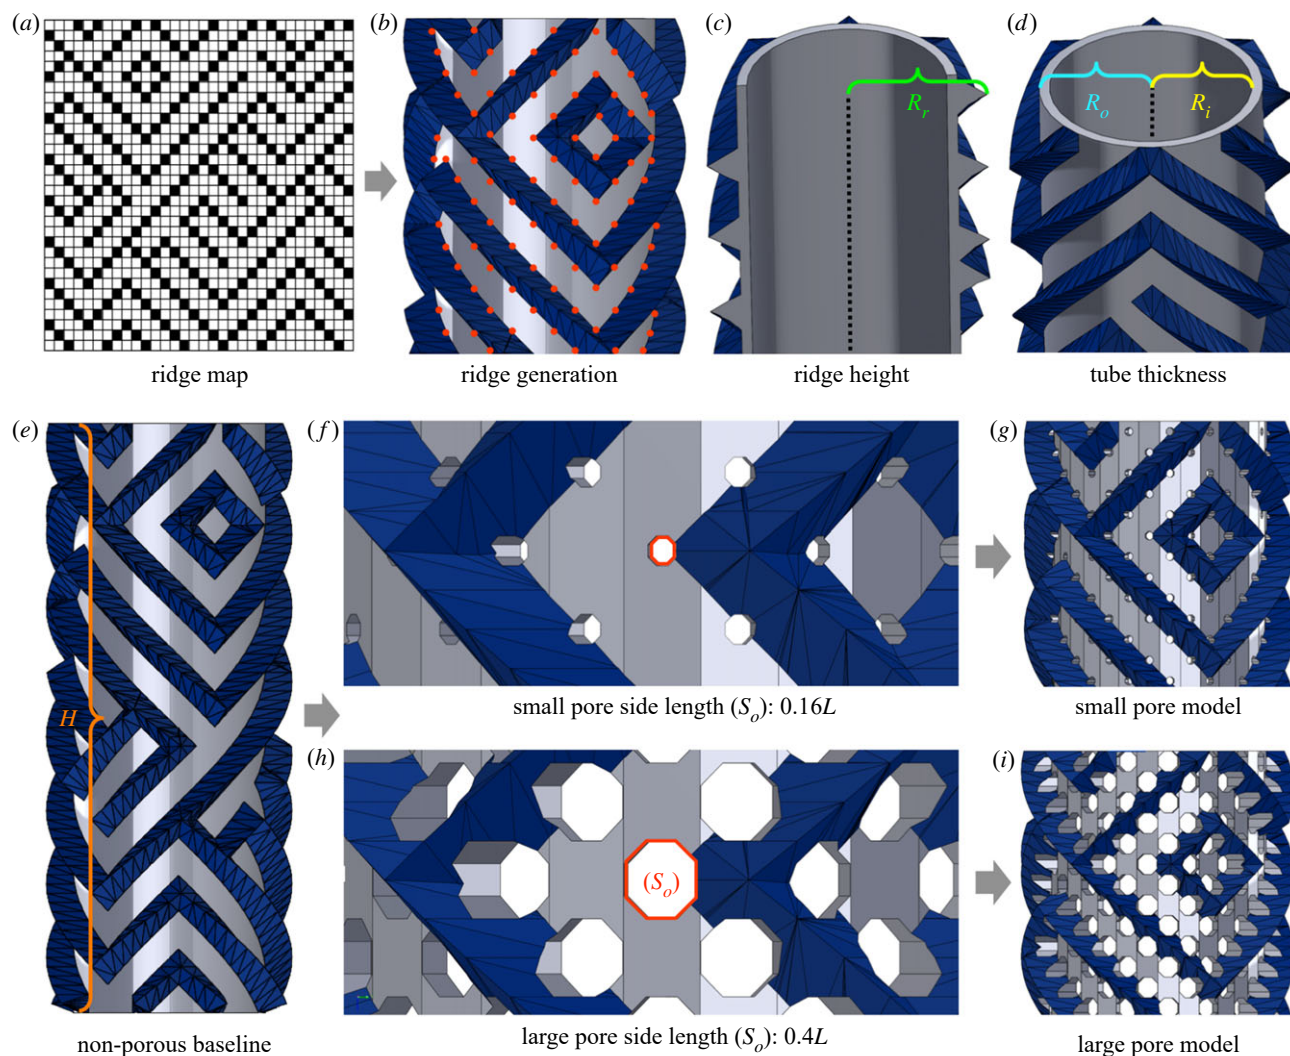 (a)
(b)
(c)
(d)
R_r
R_o
R_i
ridge map
ridge generation
ridge height
tube thickness
(e)
(f)
(g)
H
small pore side length (S_o): 0.16L
small pore model
(h)
(i)
(S_o)
non-porous baseline
large pore side length (S_o): 0.4L
large pore model